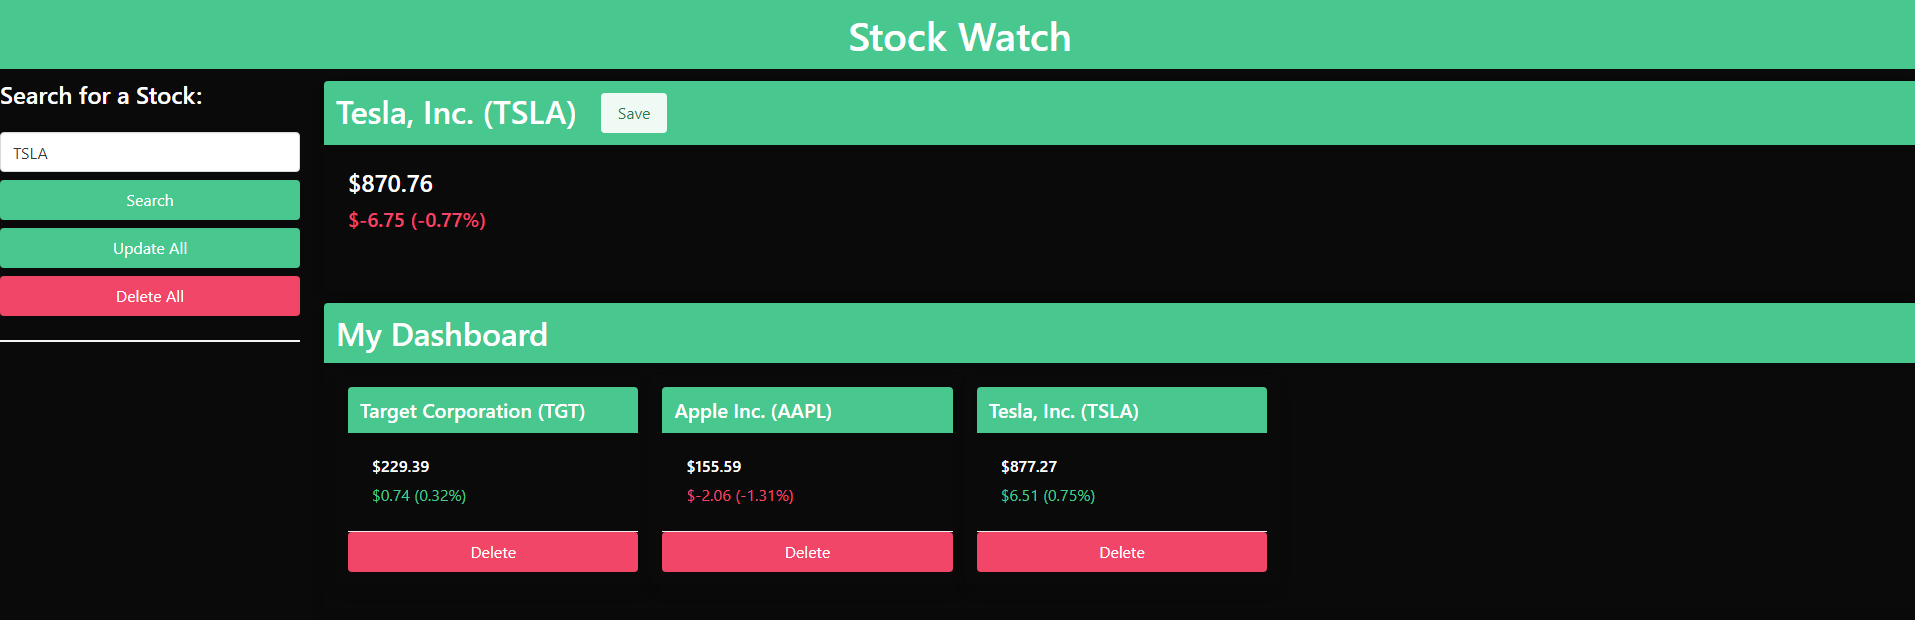 Stock Watch
Search for a Stock:
TSLA
Search
Update All
Delete All
Tesla, Inc. (TSLA)
Save
$870.76
$-6.75 (-0.77%)
My Dashboard
Target Corporation (TGT)
$229.39
$0.74 (0.32%)
Delete
Apple Inc. (AAPL)
$155.59
$-2.06 (-1.31%)
Delete
Tesla, Inc. (TSLA)
$877.27
$6.51 (0.75%)
Delete